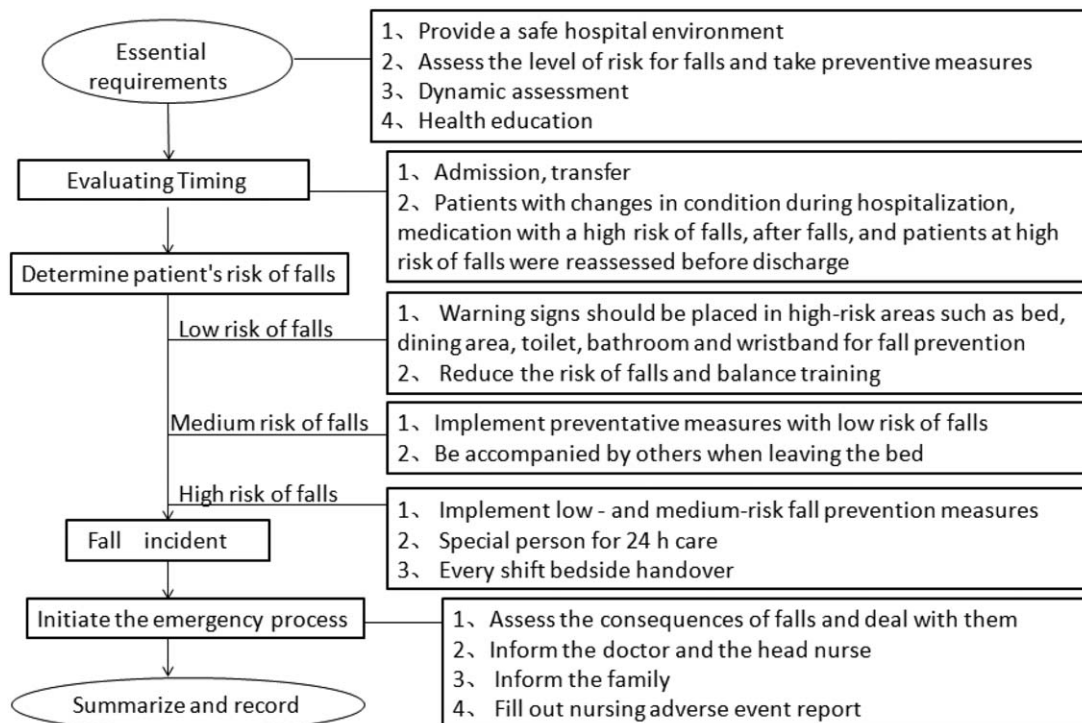 Essential
requirements
1、Provide a safe hospital environment
2、Assess the level of risk for falls and take preventive measures
3、Dynamic assessment
4、Health education
Evaluating Timing
1、Admission, transfer
2、Patients with changes in condition during hospitalization,
medication with a high risk of falls, after falls, and patients at high
risk of falls were reassessed before discharge
Determine patient's risk of falls
Low risk of falls
1、 Warning signs should be placed in high-risk areas such as bed,
dining area, toilet, bathroom and wristband for fall prevention
2、 Reduce the risk of falls and balance training
Medium risk of falls
1、 Implement preventative measures with low risk of falls
2、 Be accompanied by others when leaving the bed
High risk of falls
1、 Implement low - and medium-risk fall prevention measures
2、 Special person for 24 h care
3、 Every shift bedside handover
Fall incident
Initiate the emergency process
1、 Assess the consequences of falls and deal with them
2、 Inform the doctor and the head nurse
3、 Inform the family
4、 Fill out nursing adverse event report
Summarize and record